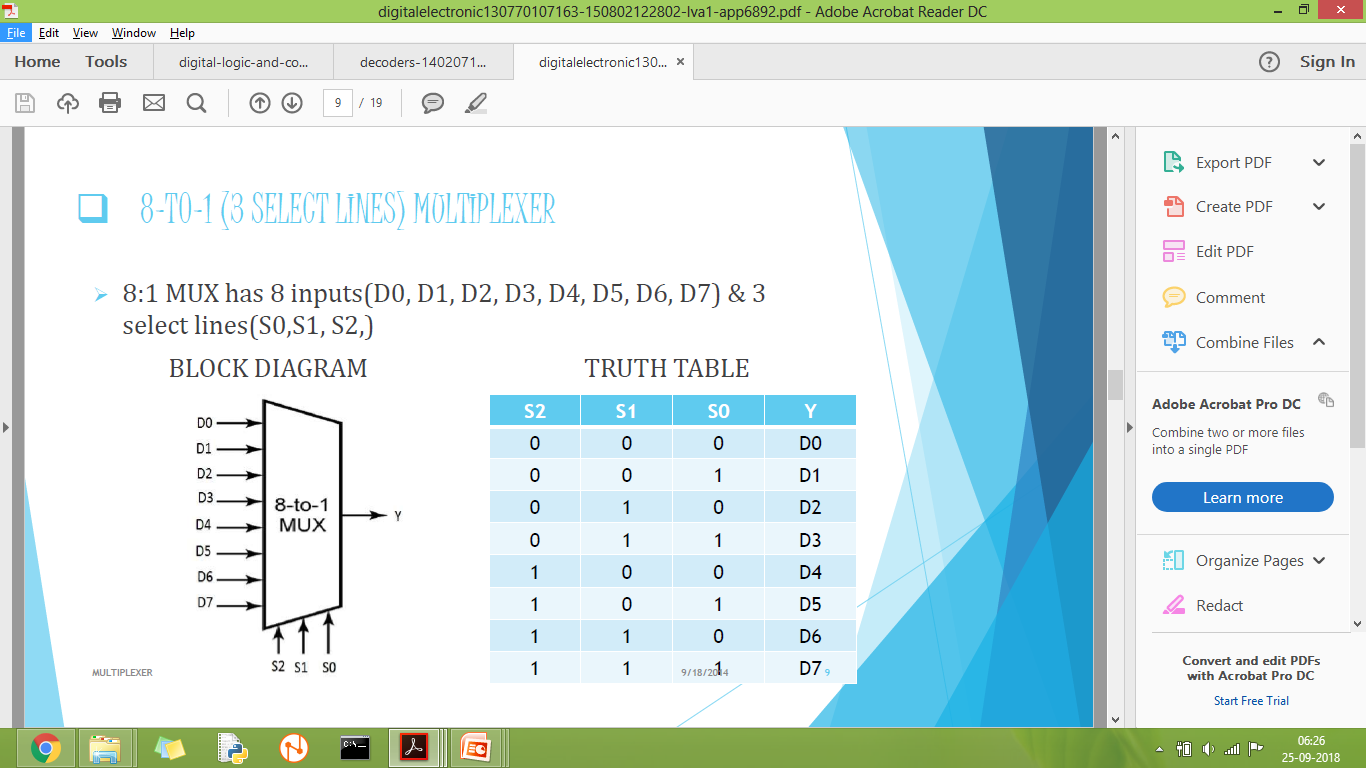 digitalelectronic130770107163-150802122802-lva1-app6892.pdf - Adobe Acrobat Reader DC
File Edit View Window Help
Home Tools digital-logic-and-co... decoders-1402071... digitalelectronic130... × Sign In
9 / 19
8-TO-1 (3 SELECT LINES) MULTIPLEXER
8:1 MUX has 8 inputs(D0, D1, D2, D3, D4, D5, D6, D7) & 3
select lines(S0,S1, S2,)
BLOCK DIAGRAM
D0
D1
D2
D3
D4
D5
D6
D7
8-to-1
MUX
Y
S2 S1 S0
TRUTH TABLE
S2 S1 S0 Y
0 0 0 D0
0 0 1 D1
0 1 0 D2
0 1 1 D3
1 0 0 D4
1 0 1 D5
1 1 0 D6
1 1 1 D7
MULTIPLEXER 9/18/2014 9
Export PDF
Create PDF
Edit PDF
Comment
Combine Files
Adobe Acrobat Pro DC
Combine two or more files
into a single PDF
Learn more
Organize Pages
Redact
Convert and edit PDFs
with Acrobat Pro DC
Start Free Trial
06:26
25-09-2018